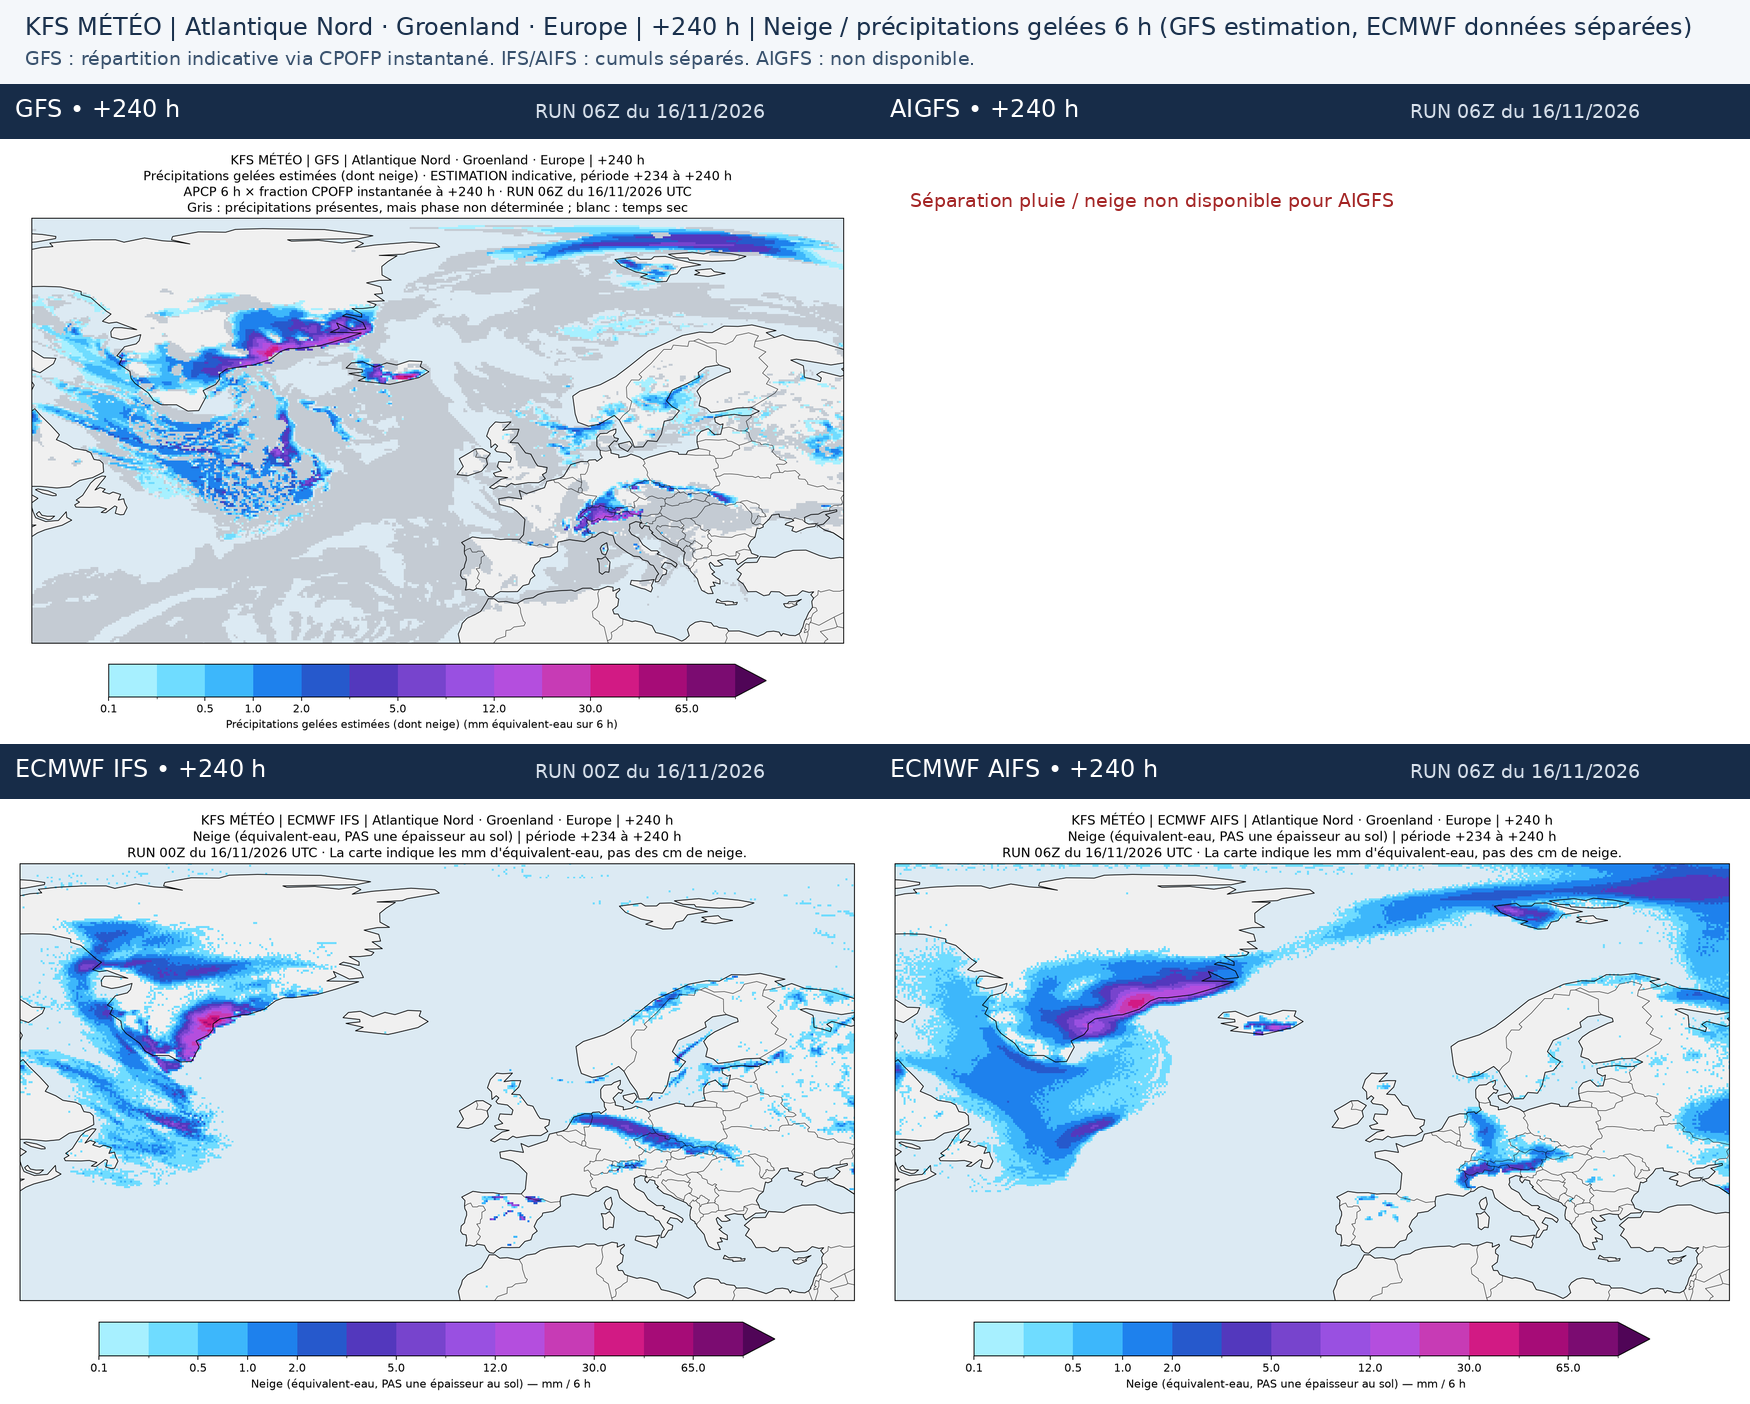 KFS MÉTÉO | Atlantique Nord · Groenland · Europe | +240 h | Neige / précipitations gelées 6 h (GFS estimation, ECMWF données séparées)
GFS : répartition indicative via CPOFP instantané. IFS/AIFS : cumuls séparés. AIGFS : non disponible.
GFS • +240 h
RUN 06Z du 16/11/2026
AIGFS • +240 h
RUN 06Z du 16/11/2026
KFS MÉTÉO | GFS | Atlantique Nord · Groenland · Europe | +240 h
Précipitations gelées estimées (dont neige) · ESTIMATION indicative, période +234 à +240 h
APCP 6 h × fraction CPOFP instantanée à +240 h · RUN 06Z du 16/11/2026 UTC
Gris : précipitations présentes, mais phase non déterminée ; blanc : temps sec
Séparation pluie / neige non disponible pour AIGFS
0.1 0.5 1.0 2.0 5.0 12.0 30.0 65.0
Précipitations gelées estimées (dont neige) (mm équivalent-eau sur 6 h)
ECMWF IFS • +240 h
RUN 00Z du 16/11/2026
ECMWF AIFS • +240 h
RUN 06Z du 16/11/2026
KFS MÉTÉO | ECMWF IFS | Atlantique Nord · Groenland · Europe | +240 h
Neige (équivalent-eau, PAS une épaisseur au sol) | période +234 à +240 h
RUN 00Z du 16/11/2026 UTC · La carte indique les mm d'équivalent-eau, pas des cm de neige.
KFS MÉTÉO | ECMWF AIFS | Atlantique Nord · Groenland · Europe | +240 h
Neige (équivalent-eau, PAS une épaisseur au sol) | période +234 à +240 h
RUN 06Z du 16/11/2026 UTC · La carte indique les mm d'équivalent-eau, pas des cm de neige.
0.1 0.5 1.0 2.0 5.0 12.0 30.0 65.0
Neige (équivalent-eau, PAS une épaisseur au sol) — mm / 6 h
0.1 0.5 1.0 2.0 5.0 12.0 30.0 65.0
Neige (équivalent-eau, PAS une épaisseur au sol) — mm / 6 h